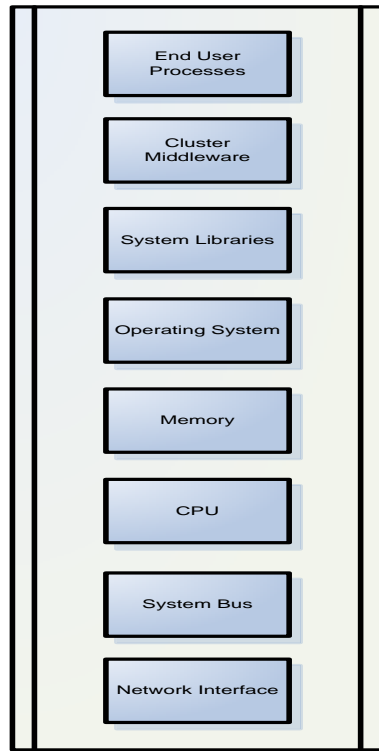 End User
Processes
Cluster
Middleware
System Libraries
Operating System
Memory
CPU
System Bus
Network Interface